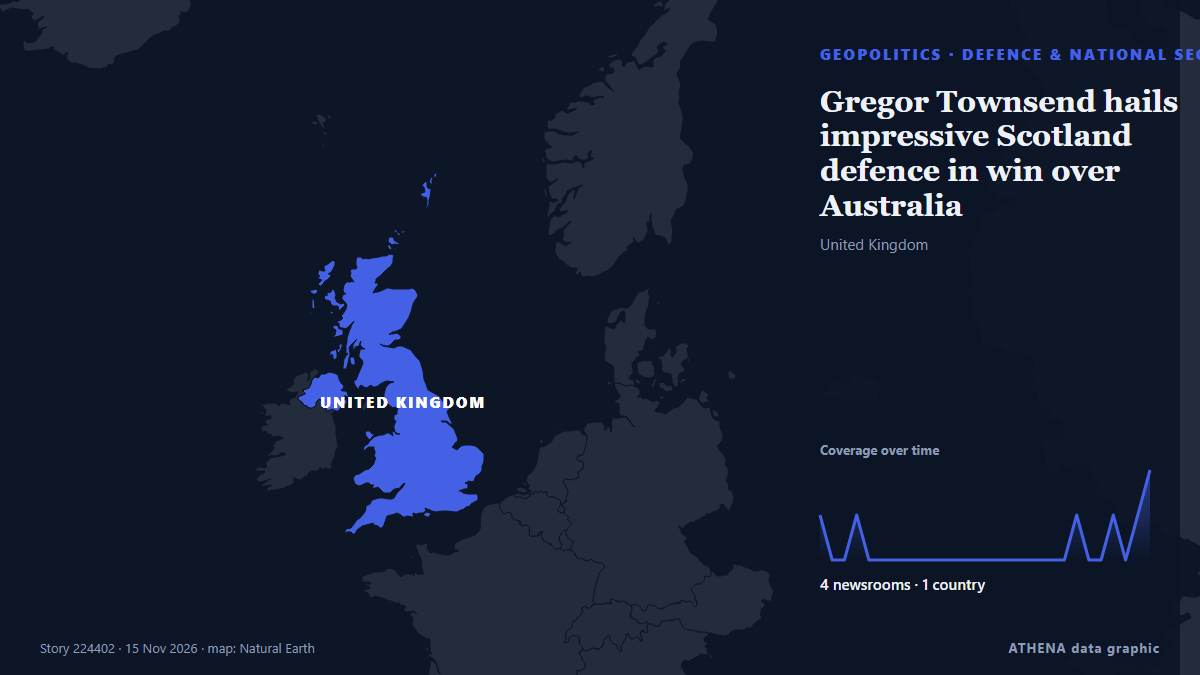 GEOPOLITICS · DEFENCE & NATIONAL
Gregor Townsend hails
impressive Scotland
defence in win over
Australia
United Kingdom
UNITED KINGDOM
Coverage over time
4 newsrooms · 1 country
Story 224402 · 15 Nov 2026 · map: Natural Earth
ATHENA data graphic